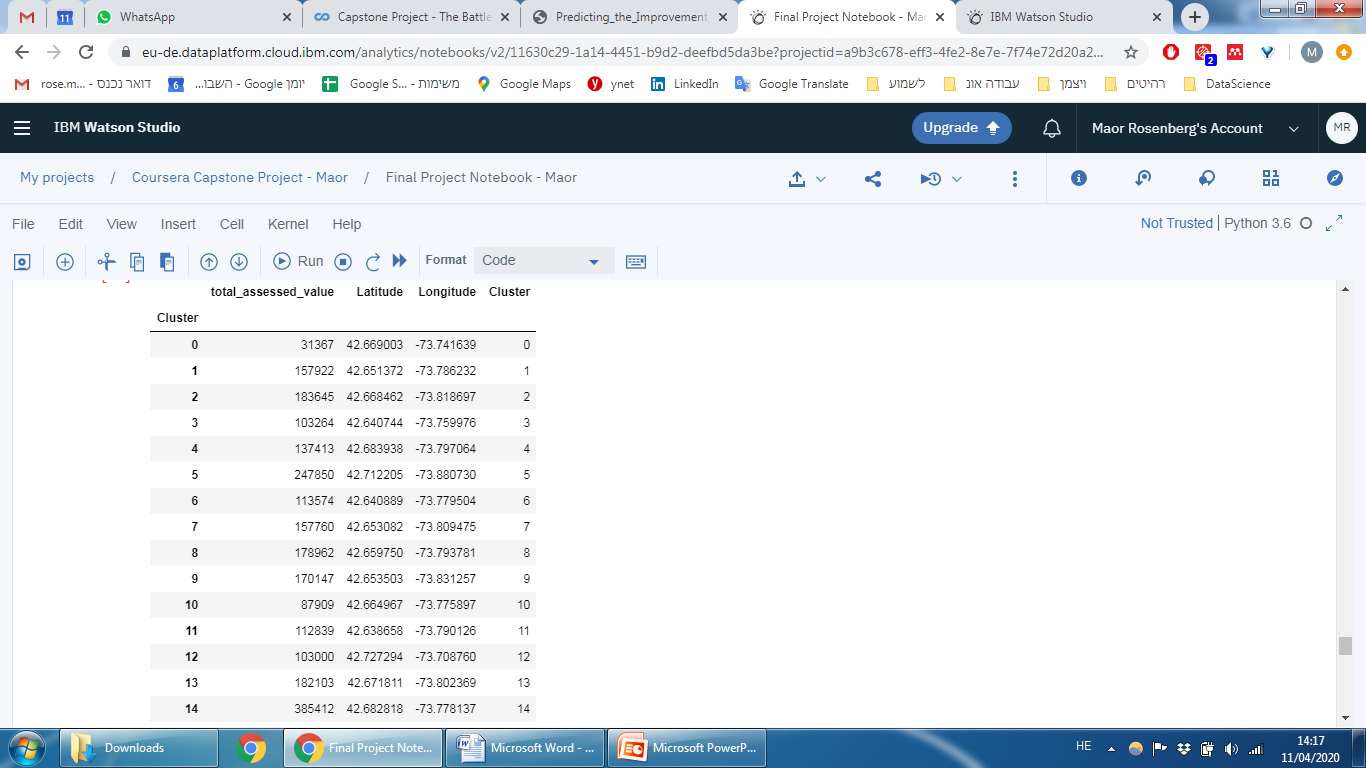 WhatsApp
Capstone Project - The Battle
Predicting_the_Improvement
Final Project Notebook - Mao
IBM Watson Studio
eu-de.dataplatform.cloud.ibm.com/analytics/notebooks/v2/11630c29-1a14-4451-b9d2-deefbd5da3be?projectid=a9b3c678-eff3-4fe2-8e7e-7f74e72d20a2...
2
M
rose.m... - דואר נכנס
יומן Google - השבו...
Google S... - משימות
Google Maps
ynet
LinkedIn
Google Translate
לשמוע
עבודה אונ
ויצמן
רהיטים
DataScience
IBM Watson Studio
Upgrade
Maor Rosenberg's Account
MR
My projects / Coursera Capstone Project - Maor / Final Project Notebook - Maor
File Edit View Insert Cell Kernel Help
Not Trusted | Python 3.6
Run
Format
Code
total_assessed_value Latitude Longitude Cluster
Cluster
0 31367 42.669003 -73.741639 0
1 157922 42.651372 -73.786232 1
2 183645 42.668462 -73.818697 2
3 103264 42.640744 -73.759976 3
4 137413 42.683938 -73.797064 4
5 247850 42.712205 -73.880730 5
6 113574 42.640889 -73.779504 6
7 157760 42.653082 -73.809475 7
8 178962 42.659750 -73.793781 8
9 170147 42.653503 -73.831257 9
10 87909 42.664967 -73.775897 10
11 112839 42.638658 -73.790126 11
12 103000 42.727294 -73.708760 12
13 182103 42.671811 -73.802369 13
14 385412 42.682818 -73.778137 14
Downloads
Final Project Note...
Microsoft Word - ...
Microsoft PowerP...
HE
14:17
11/04/2020